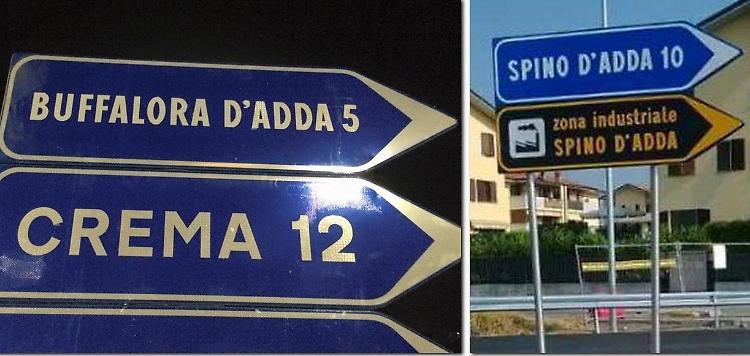 BUFFALORA D'ADDA 5
CREMA 12
SPINO D'ADDA 10
zona industriale
SPINO D'ADDA